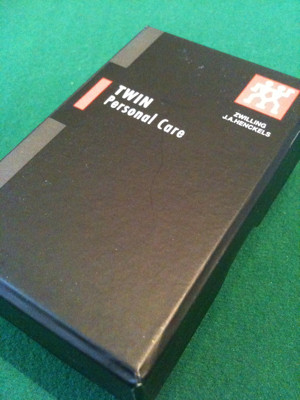 TWIN
Personal Care
ZWILLING
J.A.HENCKELS